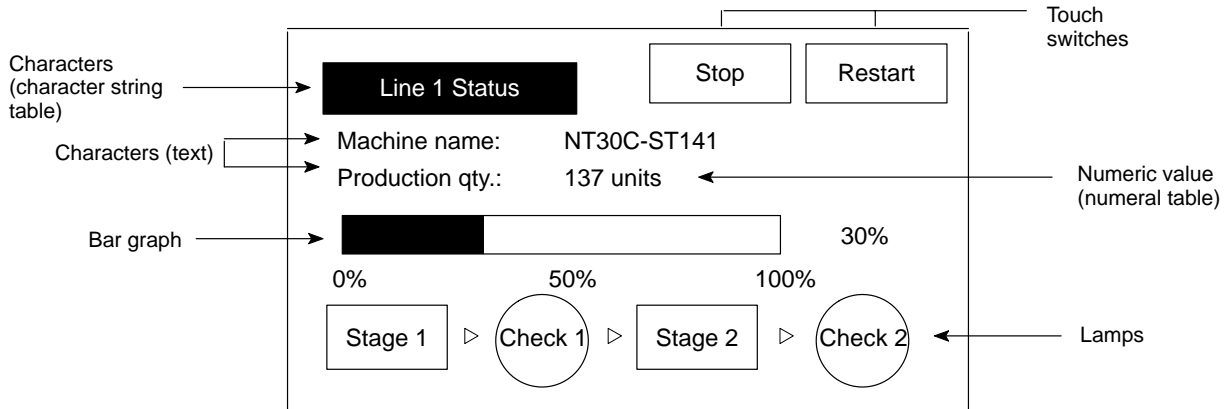 Touch
switches
Stop
Restart
Characters
(character string
table)
Line 1 Status
Machine name: NT30C-ST141
Characters (text)
Production qty.: 137 units
Numeric value
(numeral table)
Bar graph
30%
0% 50% 100%
Stage 1
Check 1
Stage 2
Check 2
Lamps